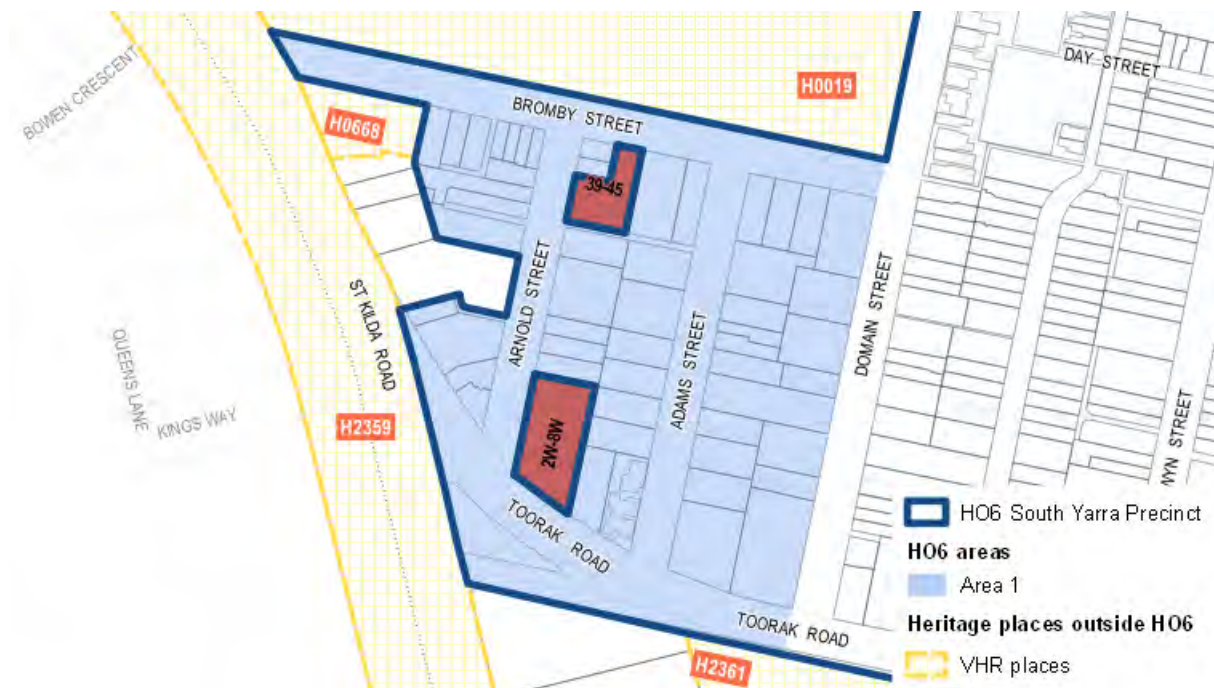 DAY STREET
BOWEN CRESCENT
H0019
BROMBY STREET
H0668
39-45
ARNOLD STREET
ST KILDA ROAD
DOMAIN STREET
QUEENS LANE
KINGS WAY
ADAMS STREET
H2359
2W-8W
WYN STREET
TOORAK ROAD
TOORAK ROAD
H2361
HO6 South Yarra Precinct
HO6 areas
Area 1
Heritage places outside HO6
VHR places